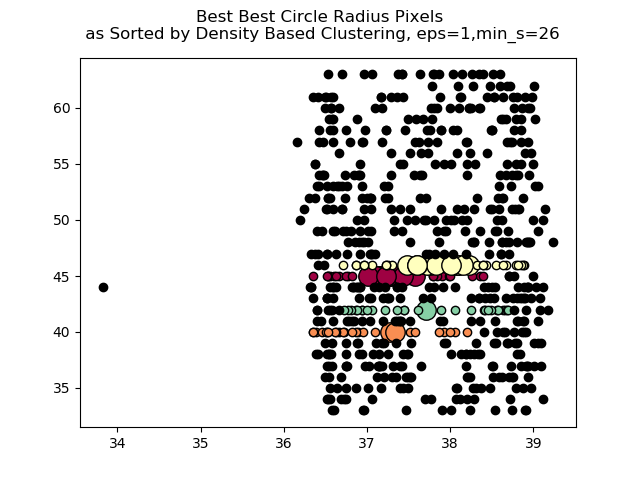 Best Best Circle Radius Pixels
as Sorted by Density Based Clustering, eps=1,min_s=26
60
55
50
45
40
35
34 35 36 37 38 39